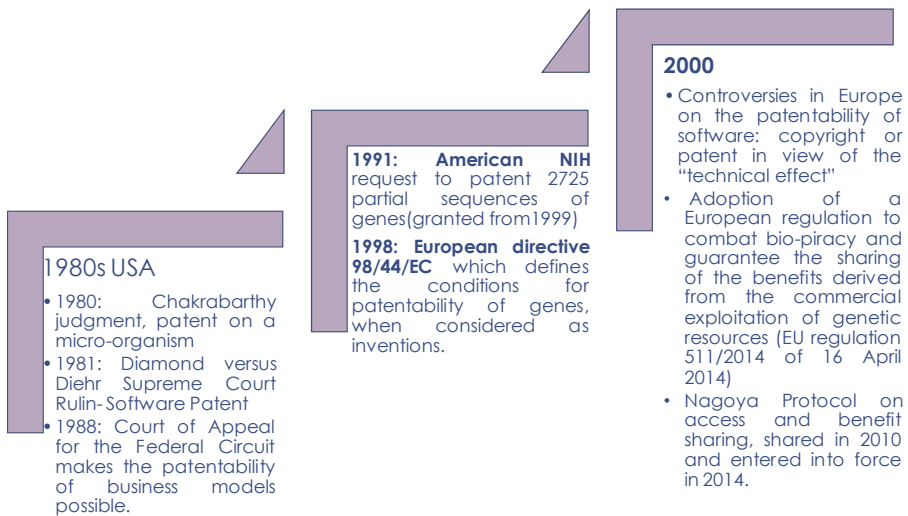 1980s USA
• 1980: Chakrabarthy
judgment, patent on a
micro-organism
• 1981: Diamond versus
Diehr Supreme Court
Rulin- Software Patent
• 1988: Court of Appeal
for the Federal Circuit
makes the patentability
of business models
possible.
1991: American NIH
request to patent 2725
partial sequences of
genes(granted from1999)
1998: European directive
98/44/EC which defines
the conditions for
patentability of genes,
when considered as
inventions.
2000
• Controversies in Europe
on the patentability of
software: copyright or
patent in view of the
“technical effect”
• Adoption of a
European regulation to
combat bio-piracy and
guarantee the sharing
of the benefits derived
from the commercial
exploitation of genetic
resources (EU regulation
511/2014 of 16 April
2014)
• Nagoya Protocol on
access and benefit
sharing, shared in 2010
and entered into force
in 2014.